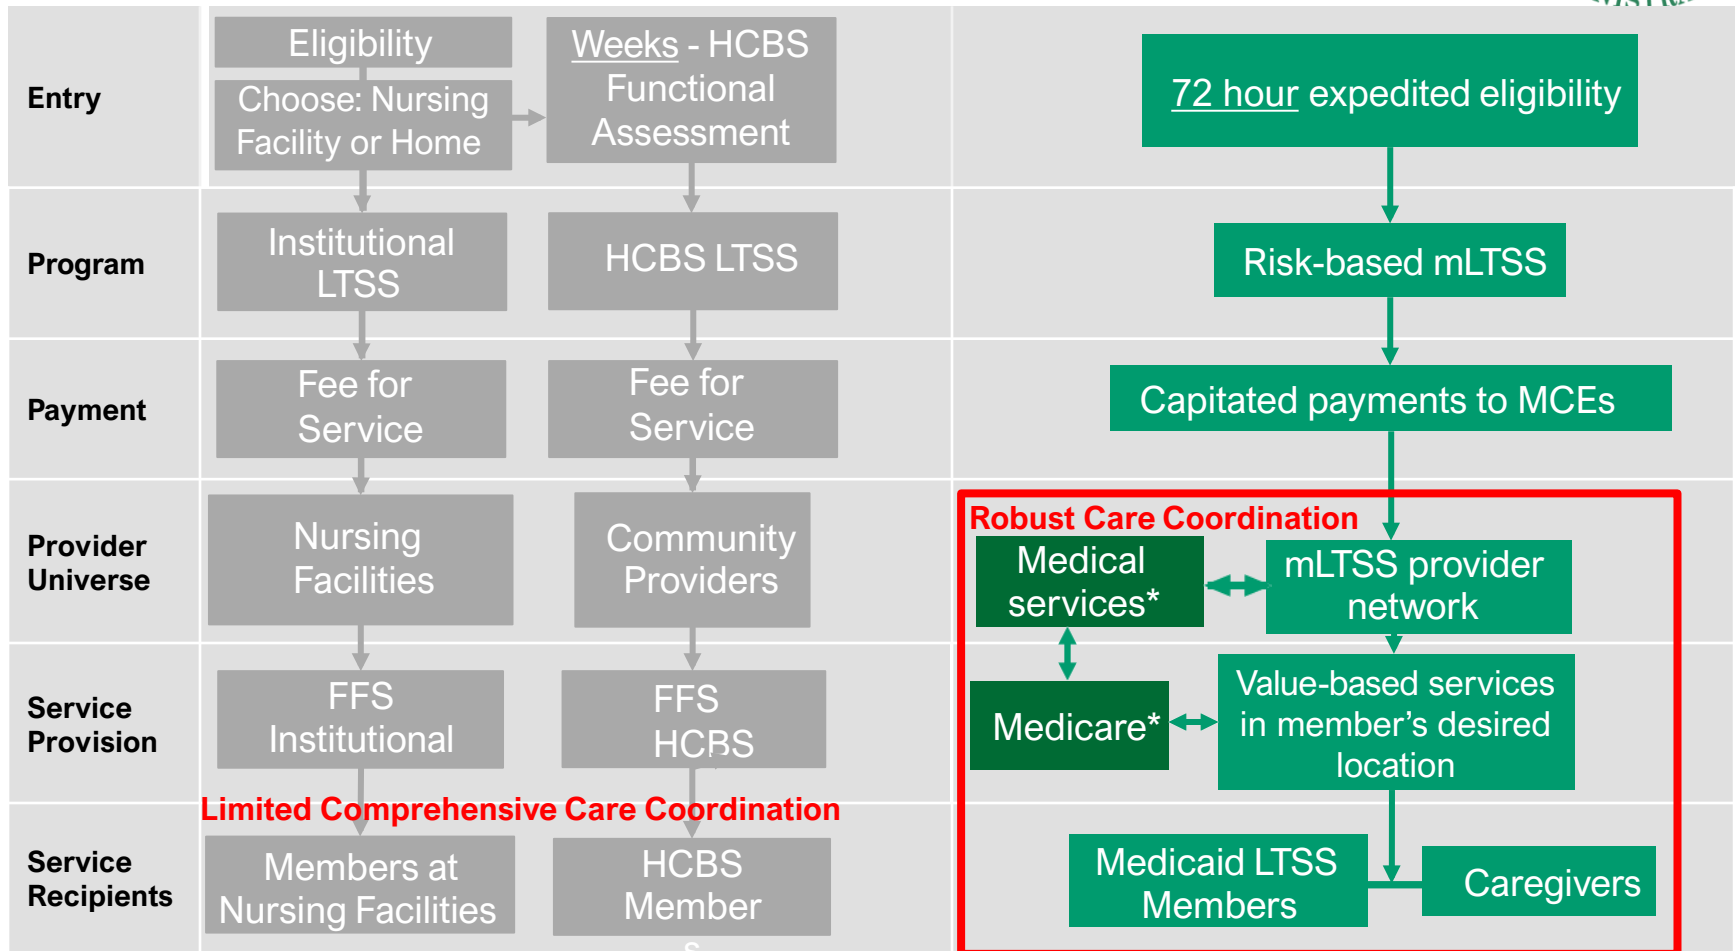 Entry
Eligibility
Choose: Nursing
Facility or Home
Weeks - HCBS
Functional
Assessment
72 hour expedited eligibility
Program
Institutional
LTSS
HCBS LTSS
Risk-based mLTSS
Payment
Fee for
Service
Fee for
Service
Capitated payments to MCEs
Provider
Universe
Nursing
Facilities
Community
Providers
Robust Care Coordination
Medical
services*
mLTSS provider
network
Service
Provision
FFS
Institutional
FFS
HCBS
Medicare*
Value-based services
in member’s desired
location
Limited Comprehensive Care Coordination
Service
Recipients
Members at
Nursing Facilities
HCBS
Member
s
Medicaid LTSS
Members
Caregivers